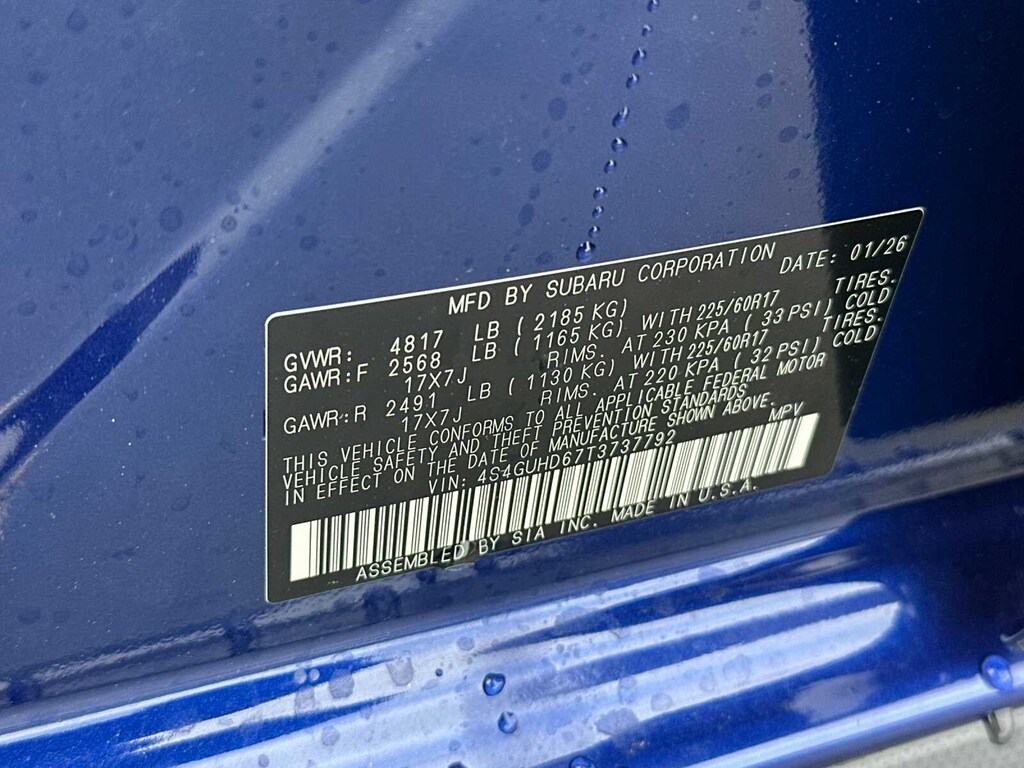 MFD BY SUBARU CORPORATION DATE: 01/26
GVWR: 4817 LB (2185 KG)
GAWR:F 2568 LB (1165 KG) WITH 225/60R17 TIRES.
17X7J RIMS. AT 230 KPA (33 PSI) COLD
GAWR:R 2491 LB (1130 KG) WITH 225/60R17 TIRES.
17X7J RIMS. AT 220 KPA (32 PSI) COLD
THIS VEHICLE CONFORMS TO ALL APPLICABLE FEDERAL MOTOR
VEHICLE SAFETY AND THEFT PREVENTION STANDARDS
IN EFFECT ON THE DATE OF MANUFACTURE SHOWN ABOVE.
VIN: 4S4GUHD67T3737792 MPV
ASSEMBLED BY SIA INC. MADE IN U.S.A.